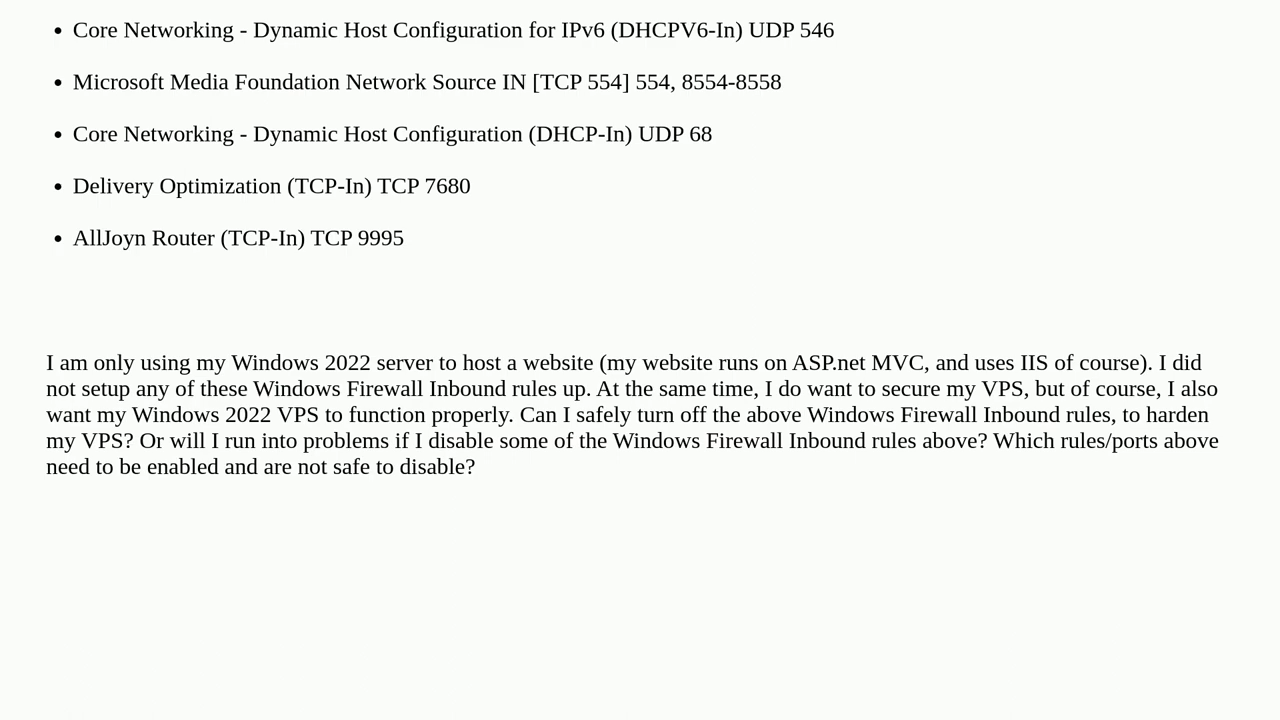 • Core Networking - Dynamic Host Configuration for IPv6 (DHCPV6-In) UDP 546
• Microsoft Media Foundation Network Source IN [TCP 554] 554, 8554-8558
• Core Networking - Dynamic Host Configuration (DHCP-In) UDP 68
• Delivery Optimization (TCP-In) TCP 7680
• AllJoyn Router (TCP-In) TCP 9995
I am only using my Windows 2022 server to host a website (my website runs on ASP.net MVC, and uses IIS of course). I did
not setup any of these Windows Firewall Inbound rules up. At the same time, I do want to secure my VPS, but of course, I also
want my Windows 2022 VPS to function properly. Can I safely turn off the above Windows Firewall Inbound rules, to harden
my VPS? Or will I run into problems if I disable some of the Windows Firewall Inbound rules above? Which rules/ports above
need to be enabled and are not safe to disable?